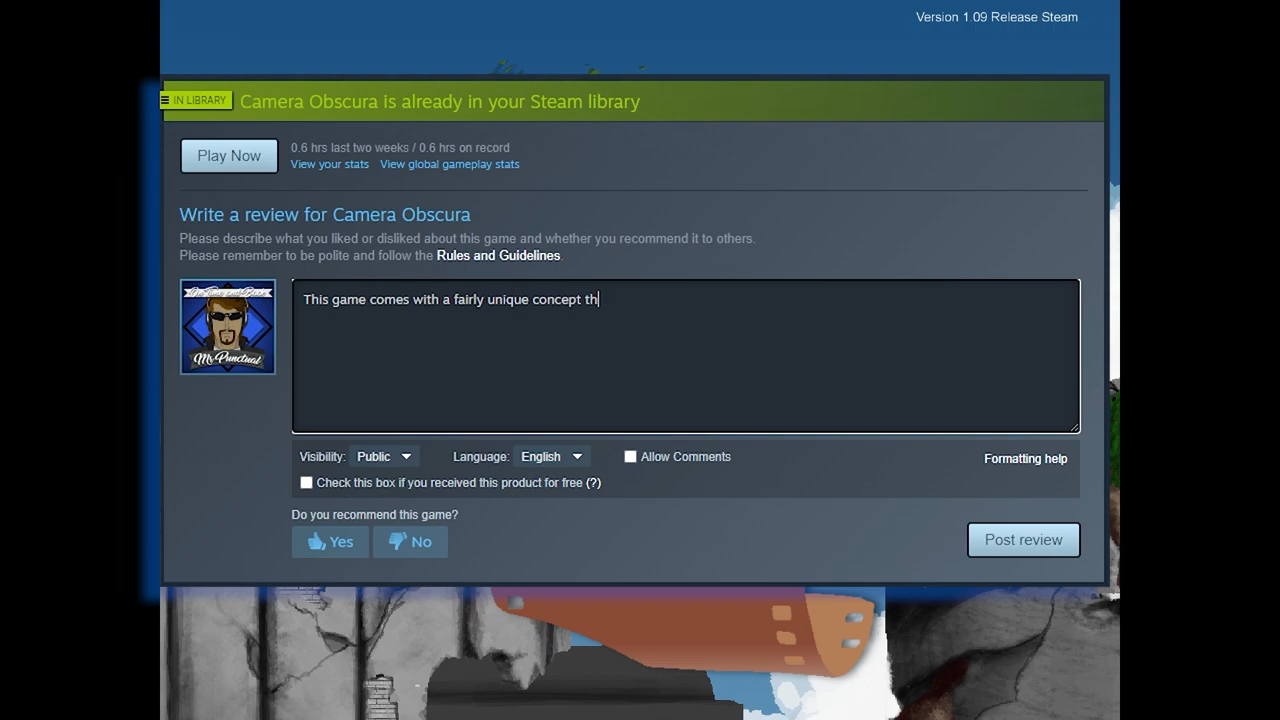 Version 1.09 Release Steam
IN LIBRARY
Camera Obscura is already in your Steam library
Play Now
0.6 hrs last two weeks / 0.6 hrs on record
View your stats View global gameplay stats
Write a review for Camera Obscura
Please describe what you liked or disliked about this game and whether you recommend it to others.
Please remember to be polite and follow the Rules and Guidelines.
This game comes with a fairly unique concept th
Mr Punctual
Visibility: Public Language: English Allow Comments Formatting help
Check this box if you received this product for free (?)
Do you recommend this game?
Yes No
Post review